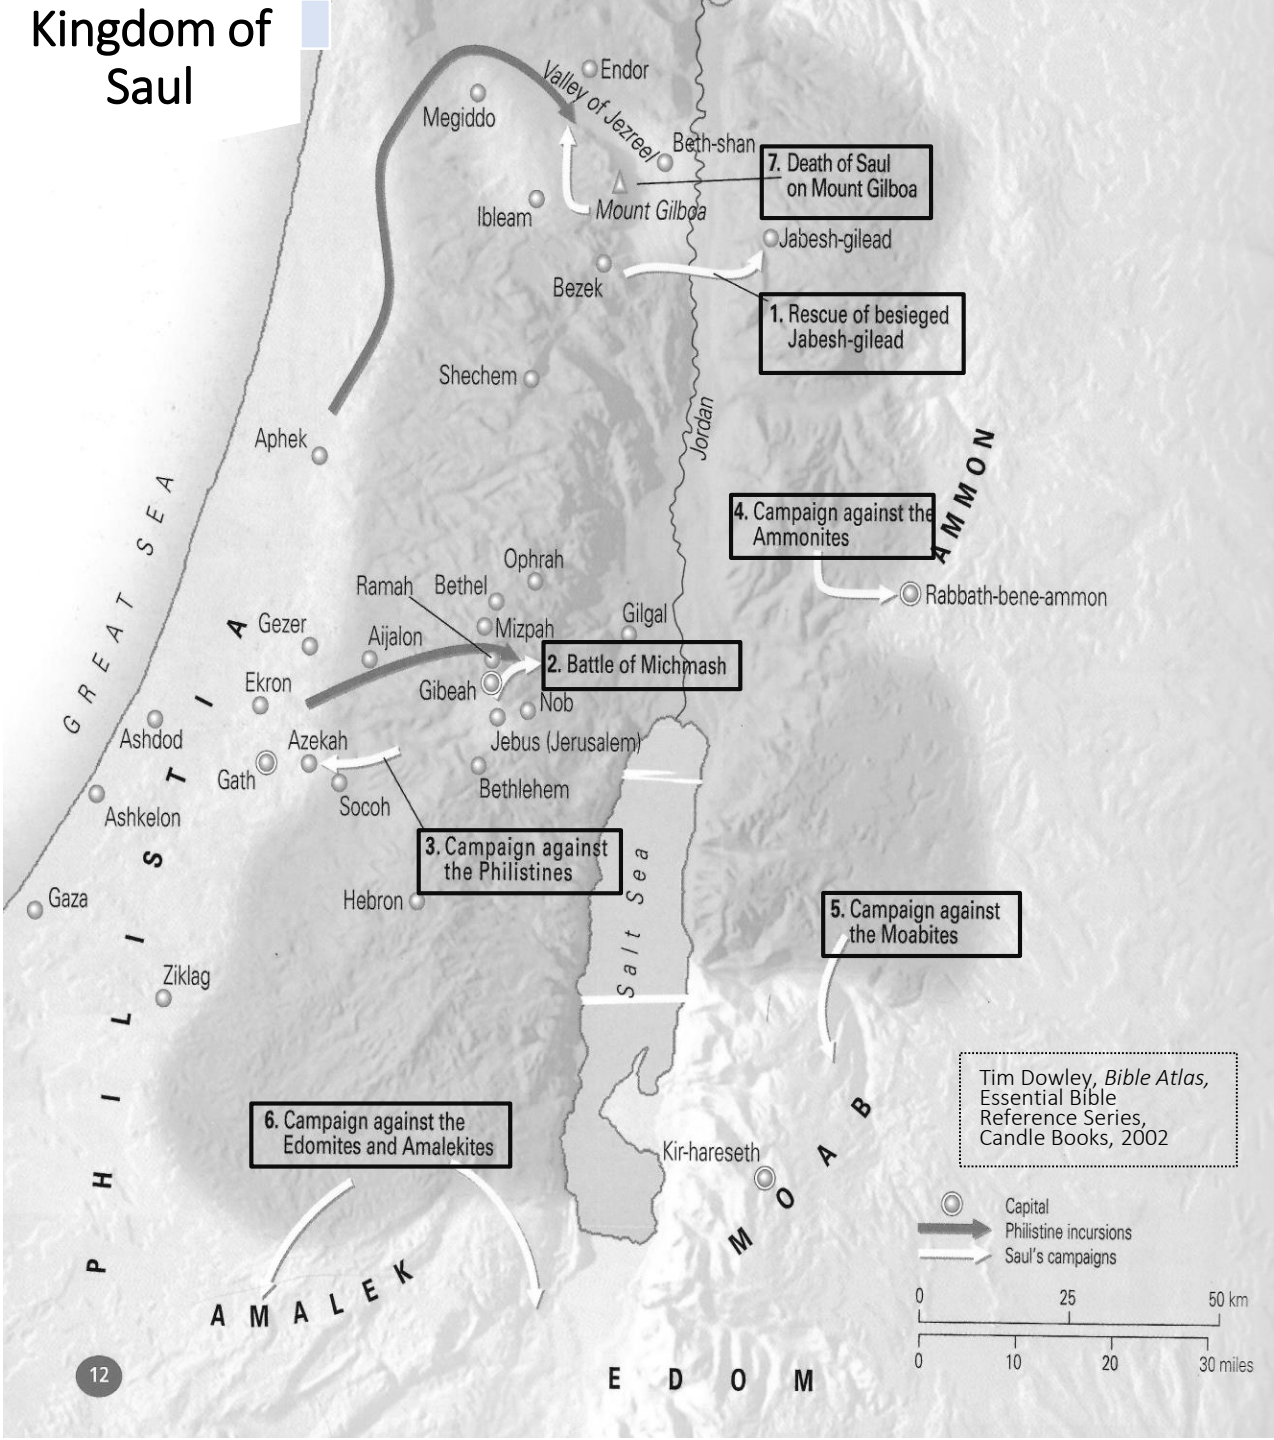 Kingdom of
Saul
Endor
Valley of Jezreel
Megiddo
Beth-shan
7. Death of Saul
on Mount Gilboa
Mount Gilboa
Ibleam
Jabesh-gilead
Bezek
1. Rescue of besieged
Jabesh-gilead
Shechem
Jordan
Aphek
AMMON
GREAT SEA
4. Campaign against the
Ammonites
Rabbath-bene-ammon
Ophrah
Ramah
Bethel
Gilgal
Gezer
Aijalon
Mizpah
2. Battle of Michmash
Ekron
Gibeah
Nob
Ashdod
Azekah
Jebus (Jerusalem)
Gath
Socoh
Bethlehem
Ashkelon
3. Campaign against
the Philistines
Salt Sea
Gaza
Hebron
5. Campaign against
the Moabites
Ziklag
PHILISTIA
6. Campaign against the
Edomites and Amalekites
Kir-hareseth
MOAB
AMALEK
EDOM
Tim Dowley, Bible Atlas,
Essential Bible
Reference Series,
Candle Books, 2002
Capital
Philistine incursions
Saul's campaigns
0 25 50 km
0 10 20 30 miles
12